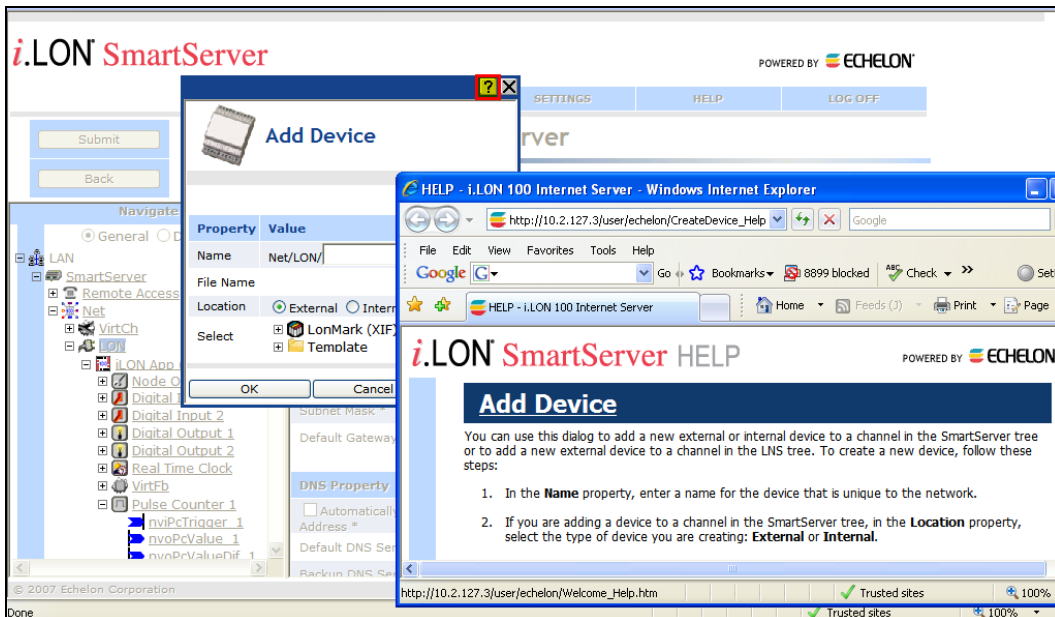 i.LON SmartServer
POWERED BY ECHELON
SETTINGS HELP LOG OFF
Submit
Back
rver
Navigate
General D
LAN
SmartServer
Remote Access
Net
VirtCh
LON
iLON App
Node O
Digital I
Digital Input 2
Digital Output 1
Digital Output 2
Real Time Clock
VirtFb
Pulse Counter 1
nviPcTrigger_1
nvoPcValue_1
nvoPcValueDif_1
© 2007 Echelon Corporation
Done
? X
Add Device
Property Value
Name Net/LON/
File Name
Location External Intern
Select LonMark (XIF)
Template
OK Cancel
Subnet Mask *
Default Gateway
DNS Property
Automatically
Address *
Default DNS Ser
Backup DNS Se
HELP - i.LON 100 Internet Server - Windows Internet Explorer
http://10.2.127.3/user/echelon/CreateDevice_Help
Google
File Edit View Favorites Tools Help
Google G Go Bookmarks 8899 blocked ABC Check » Set
HELP - i.LON 100 Internet Server Home Feeds (J) Print Page
i.LON SmartServer HELP POWERED BY ECHELON
Add Device
You can use this dialog to add a new external or internal device to a channel in the SmartServer tree
or to add a new external device to a channel in the LNS tree. To create a new device, follow these
steps:
1. In the Name property, enter a name for the device that is unique to the network.
2. If you are adding a device to a channel in the SmartServer tree, in the Location property,
select the type of device you are creating: External or Internal.
http://10.2.127.3/user/echelon/Welcome_Help.htm Trusted sites 100%
Trusted sites 100%